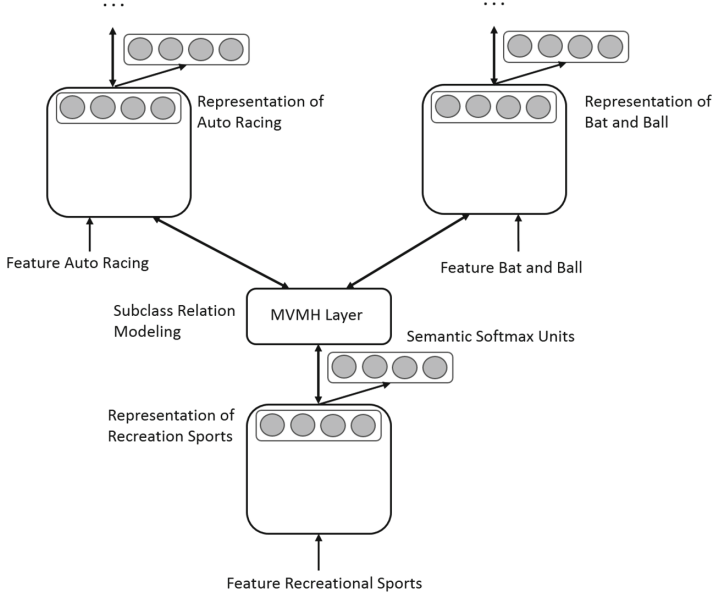 ...
...
Representation of
Auto Racing
Representation of
Bat and Ball
Feature Auto Racing
Feature Bat and Ball
Subclass Relation
Modeling
MVMH Layer
Semantic Softmax Units
Representation of
Recreation Sports
Feature Recreational Sports